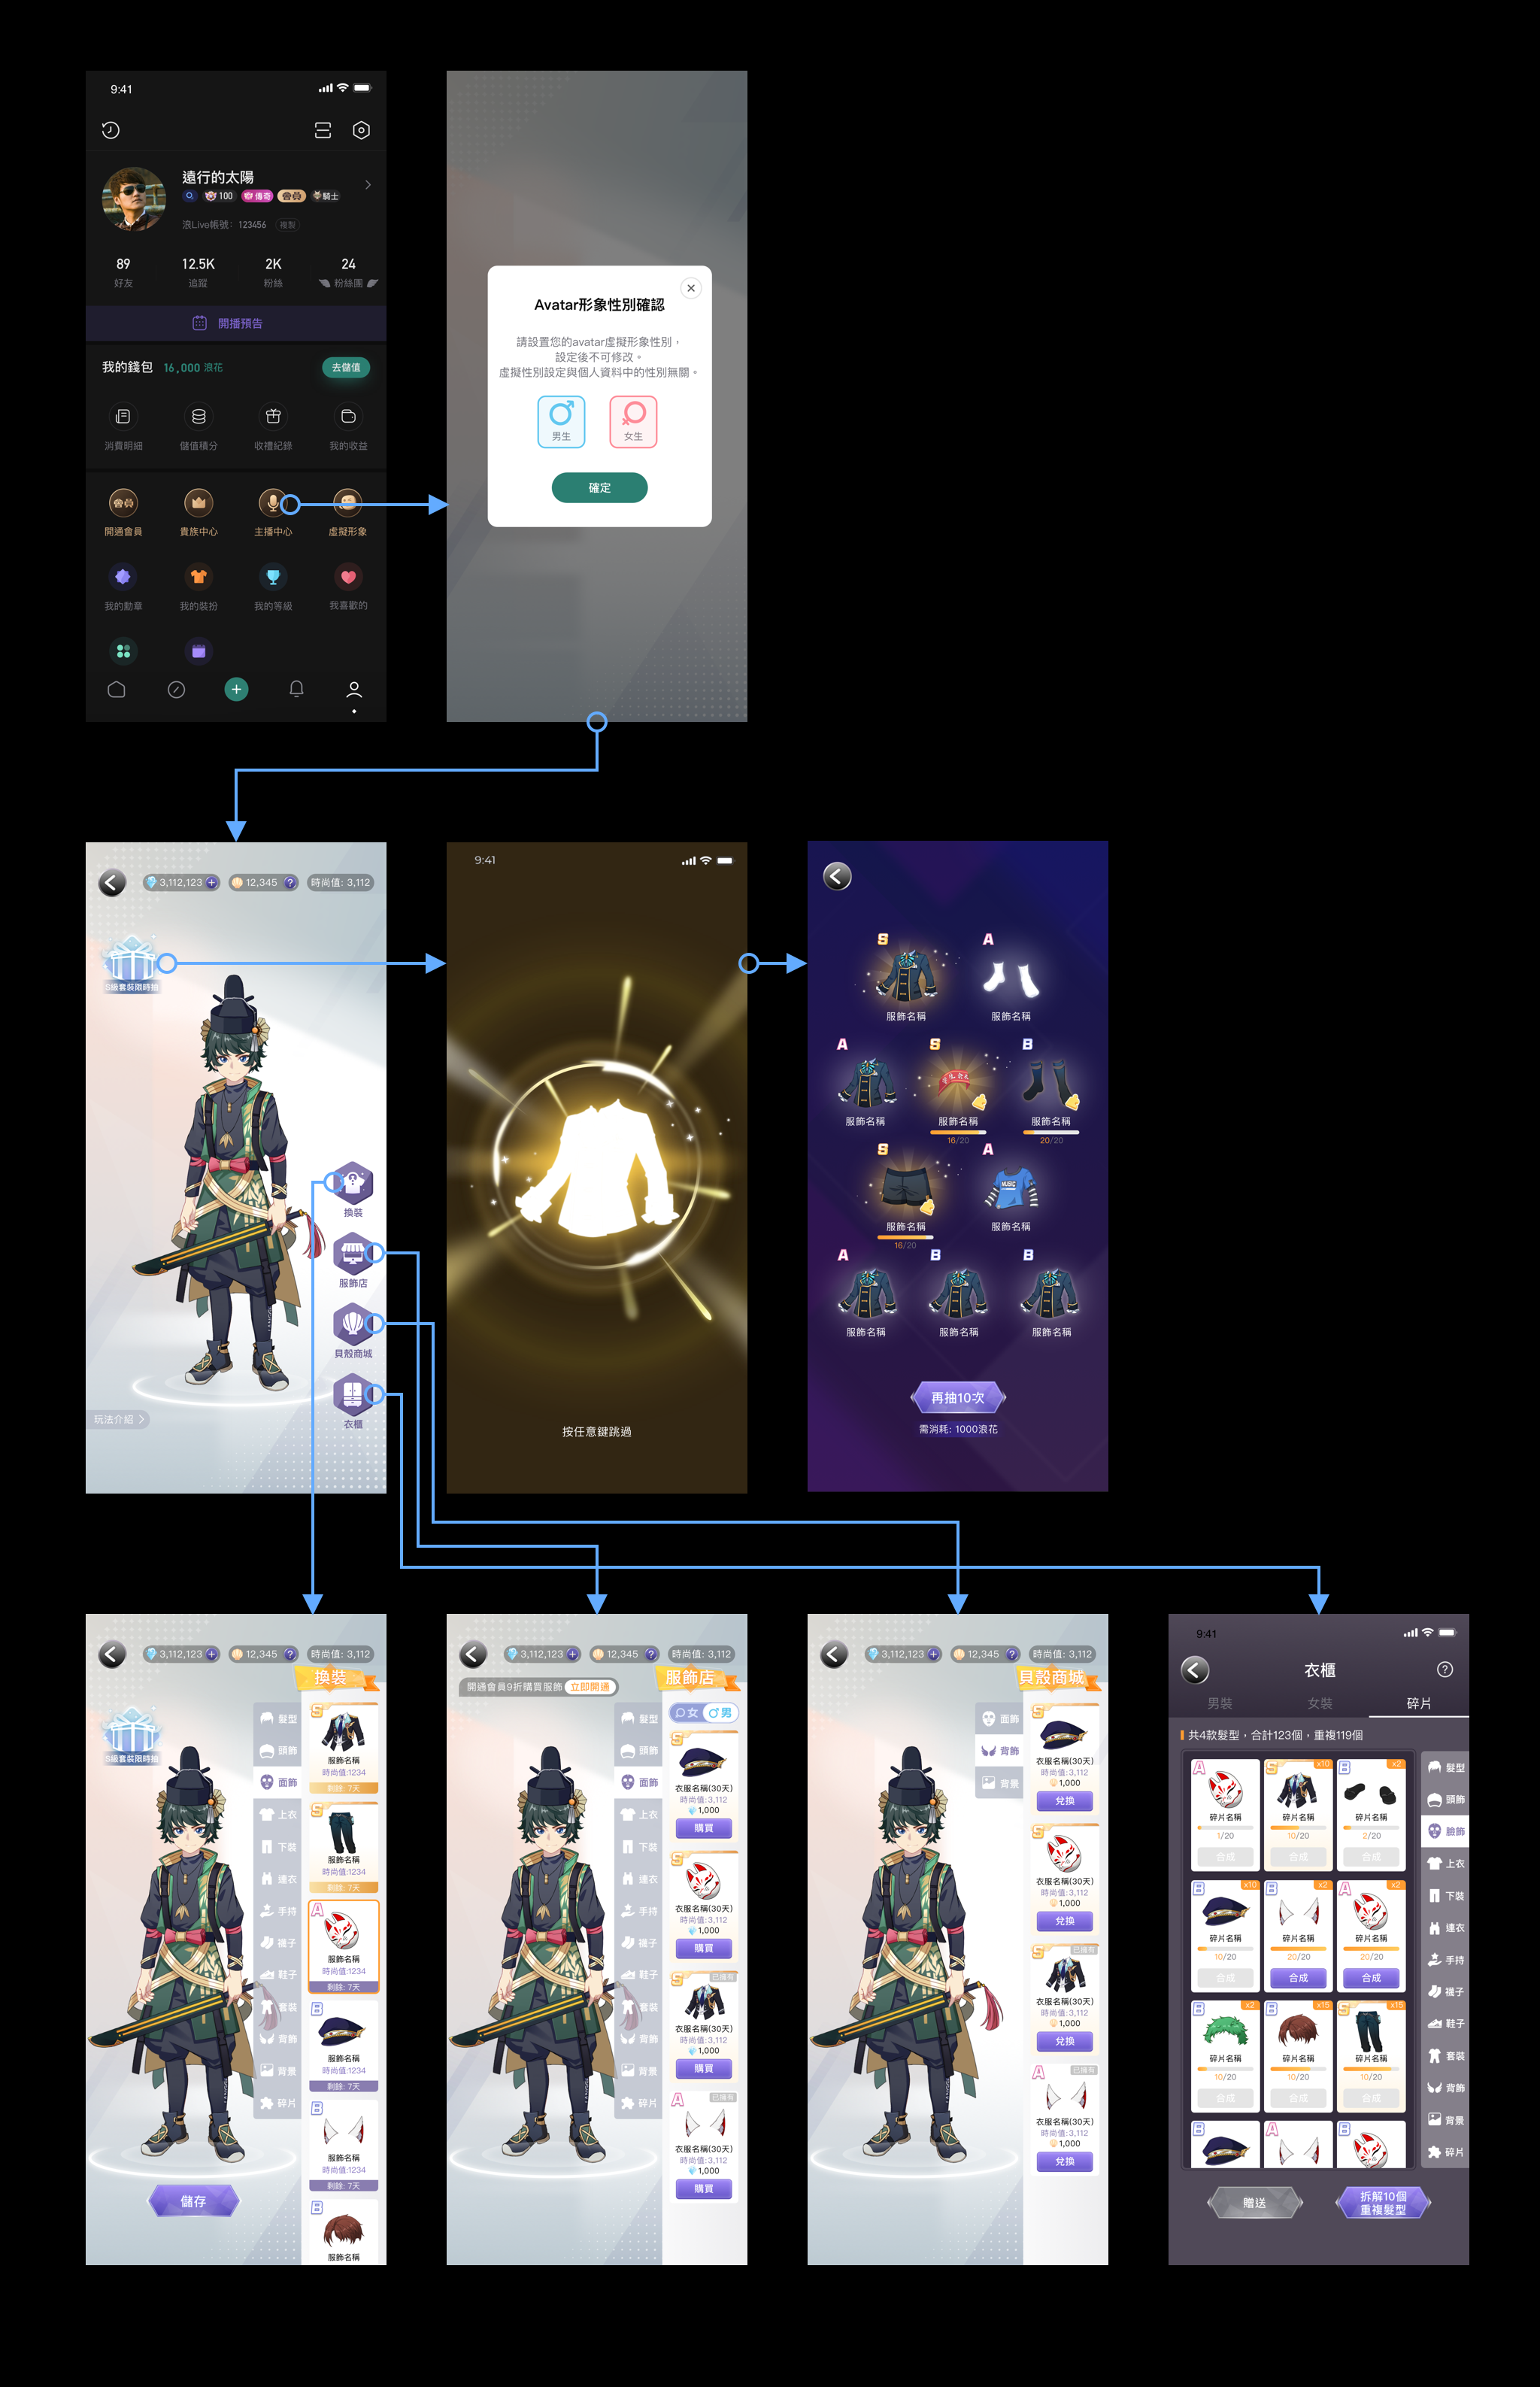 9:41
遠行的太陽
100
傳奇
騎士
浪Live帳號: 123456
複製
89
12.5K
2K
24
好友
追蹤
粉絲
粉絲團
開播預告
我的錢包
16,000 浪花
去儲值
消費明細
儲值積分
收禮紀錄
我的收益
開通會員
貴族中心
主播中心
虛擬形象
我的勳章
我的裝扮
我的等級
我喜歡的
Avatar形象性別確認
請設置您的avatar虛擬形象性別，
設定後不可修改。
虛擬性別設定與個人資料中的性別無關。
男生
女生
確定
3,112,123
12,345
時尚值: 3,112
S級套裝限時抽
換裝
服飾店
貝殼商城
衣櫃
玩法介紹
9:41
按任意鍵跳過
S
A
服飾名稱
服飾名稱
A
S
B
服飾名稱
服飾名稱
服飾名稱
16/20
20/20
S
A
MUSIC
服飾名稱
服飾名稱
16/20
A
B
B
服飾名稱
服飾名稱
服飾名稱
再抽10次
需消耗: 1000浪花
3,112,123
12,345
時尚值: 3,112
換裝
S級套裝限時抽
髮型
頭飾
面飾
上衣
下裝
連衣
手持
襪子
鞋子
套裝
背飾
背景
碎片
S
服飾名稱
時尚值:1234
剩餘: 7天
S
服飾名稱
時尚值:1234
剩餘: 7天
A
服飾名稱
時尚值:1234
剩餘: 7天
B
服飾名稱
時尚值:1234
剩餘: 7天
B
服飾名稱
時尚值:1234
剩餘: 7天
B
服飾名稱
儲存
3,112,123
12,345
時尚值: 3,112
服飾店
開通會員9折購買服飾
立即開通
女
男
髮型
頭飾
面飾
上衣
下裝
連衣
手持
襪子
鞋子
套裝
背飾
背景
碎片
S
衣服名稱(30天)
時尚值:3,112
1,000
購買
S
衣服名稱(30天)
時尚值:3,112
1,000
購買
S
已擁有
衣服名稱(30天)
時尚值:3,112
1,000
購買
A
已擁有
衣服名稱(30天)
時尚值:3,112
1,000
購買
3,112,123
12,345
時尚值: 3,112
貝殼商城
面飾
背飾
背景
S
衣服名稱(30天)
時尚值:3,112
1,000
兌換
S
衣服名稱(30天)
時尚值:3,112
1,000
兌換
S
已擁有
衣服名稱(30天)
時尚值:3,112
1,000
兌換
A
已擁有
衣服名稱(30天)
時尚值:3,112
1,000
兌換
9:41
衣櫃
男裝
女裝
碎片
共4款髮型，合計123個，重複119個
A
S
x10
B
x2
碎片名稱
碎片名稱
碎片名稱
1/20
10/20
2/20
合成
合成
合成
B
x10
B
x2
A
x2
碎片名稱
碎片名稱
碎片名稱
10/20
20/20
20/20
合成
合成
合成
B
x2
B
x15
S
x15
碎片名稱
碎片名稱
碎片名稱
10/20
10/20
10/20
合成
合成
合成
B
A
B
髮型
頭飾
臉飾
上衣
下裝
連衣
手持
襪子
鞋子
套裝
背飾
背景
碎片
贈送
拆解10個
重複髮型